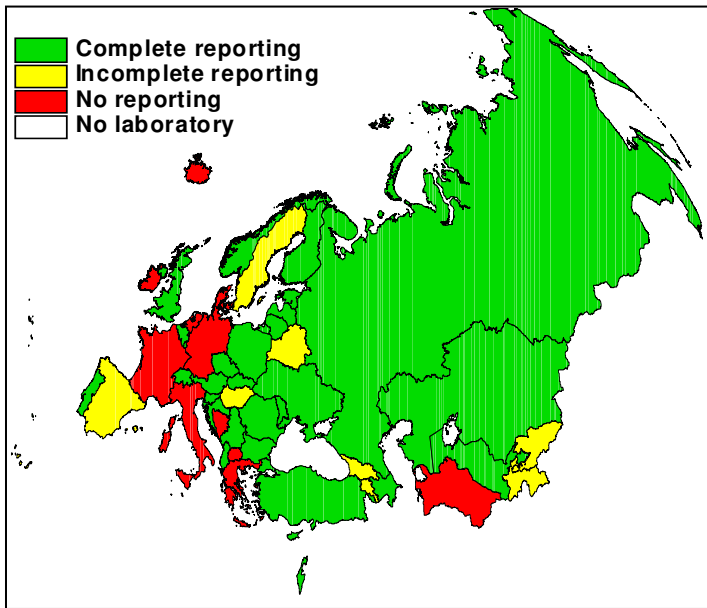 Complete reporting
Incomplete reporting
No reporting
No laboratory